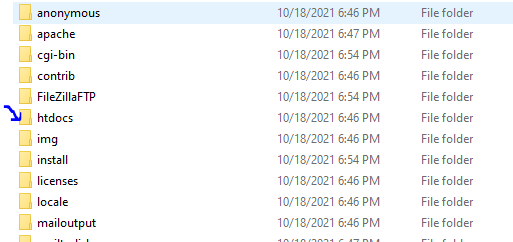 anonymous 10/18/2021 6:46 PM File folder
apache 10/18/2021 6:47 PM File folder
cgi-bin 10/18/2021 6:54 PM File folder
contrib 10/18/2021 6:46 PM File folder
FileZillaFTP 10/18/2021 6:54 PM File folder
htdocs 10/18/2021 6:46 PM File folder
img 10/18/2021 6:46 PM File folder
install 10/18/2021 6:54 PM File folder
licenses 10/18/2021 6:46 PM File folder
locale 10/18/2021 6:46 PM File folder
mailoutput 10/18/2021 6:46 PM File folder